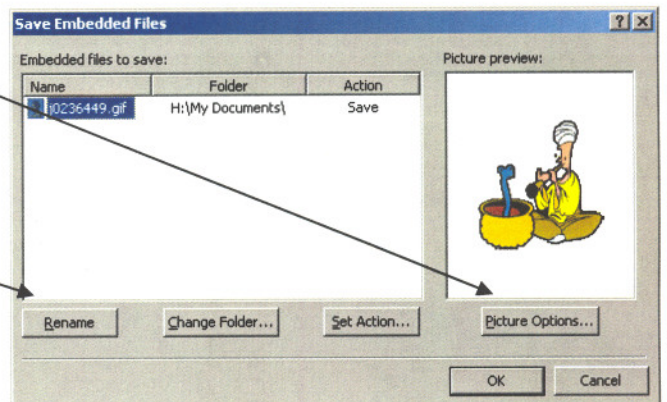 Save Embedded Files
Embedded files to save:
Picture preview:
Name Folder Action
j0236449.gif H:\My Documents\ Save
Rename Change Folder... Set Action... Picture Options...
OK Cancel